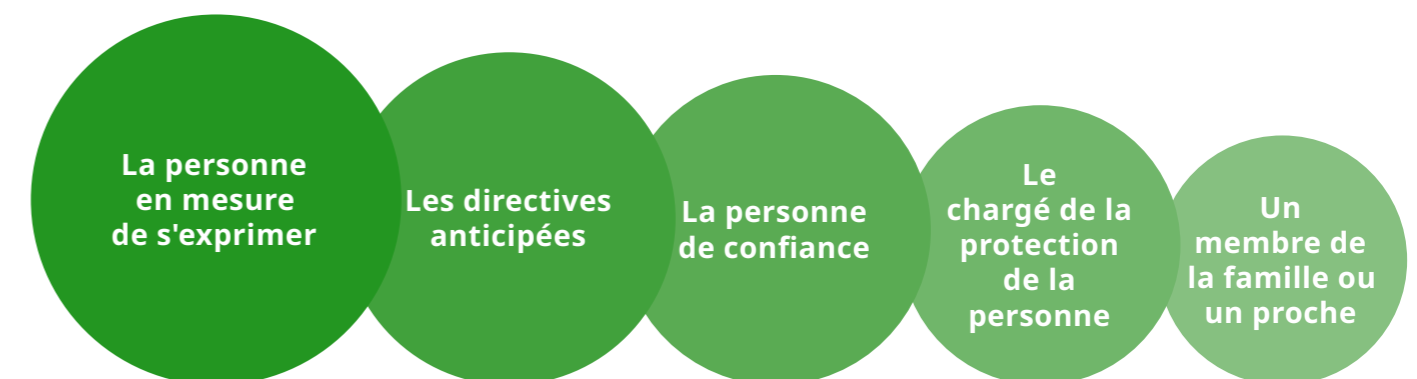 La personne
en mesure
de s'exprimer
Les directives
anticipées
La personne
de confiance
Le
chargé de la
protection
de la
personne
Un
membre de
la famille ou
un proche